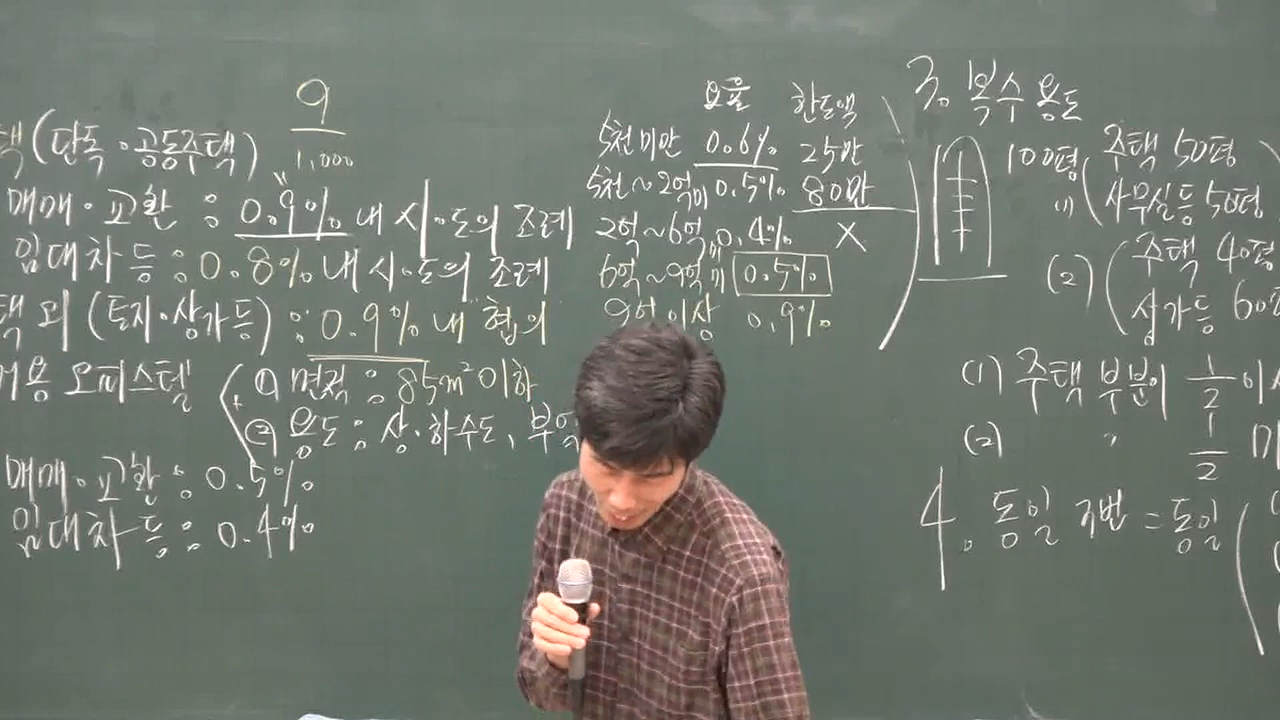 9
1,000
택 (단독·공동주택)
매매·교환 : 0.9% 내 시·도의 조례
임대차 등 : 0.8% 내 시·도의 조례
택 외 (토지·상가등) : 0.9% 내 협의
거용 오피스텔
(1) 면적 : 85m² 이하
(2) 용도 : 상·하수도, 부엌
매매·교환 : 0.5%
임대차 등 : 0.4%
요율 한도액
5천 미만 0.6% 25만
5천~2억미 0.5% 80만
2억~6억미 0.4% X
6억~9억미 0.5%
9억 이상 0.9%
3. 복수용도
100평
(1) 주택 50평
사무실등 50평
(2) 주택 40평
상가등 60평
(1) 주택 부분이 1/2 이
(2) " 1/2 미
4. 동일 = 동일